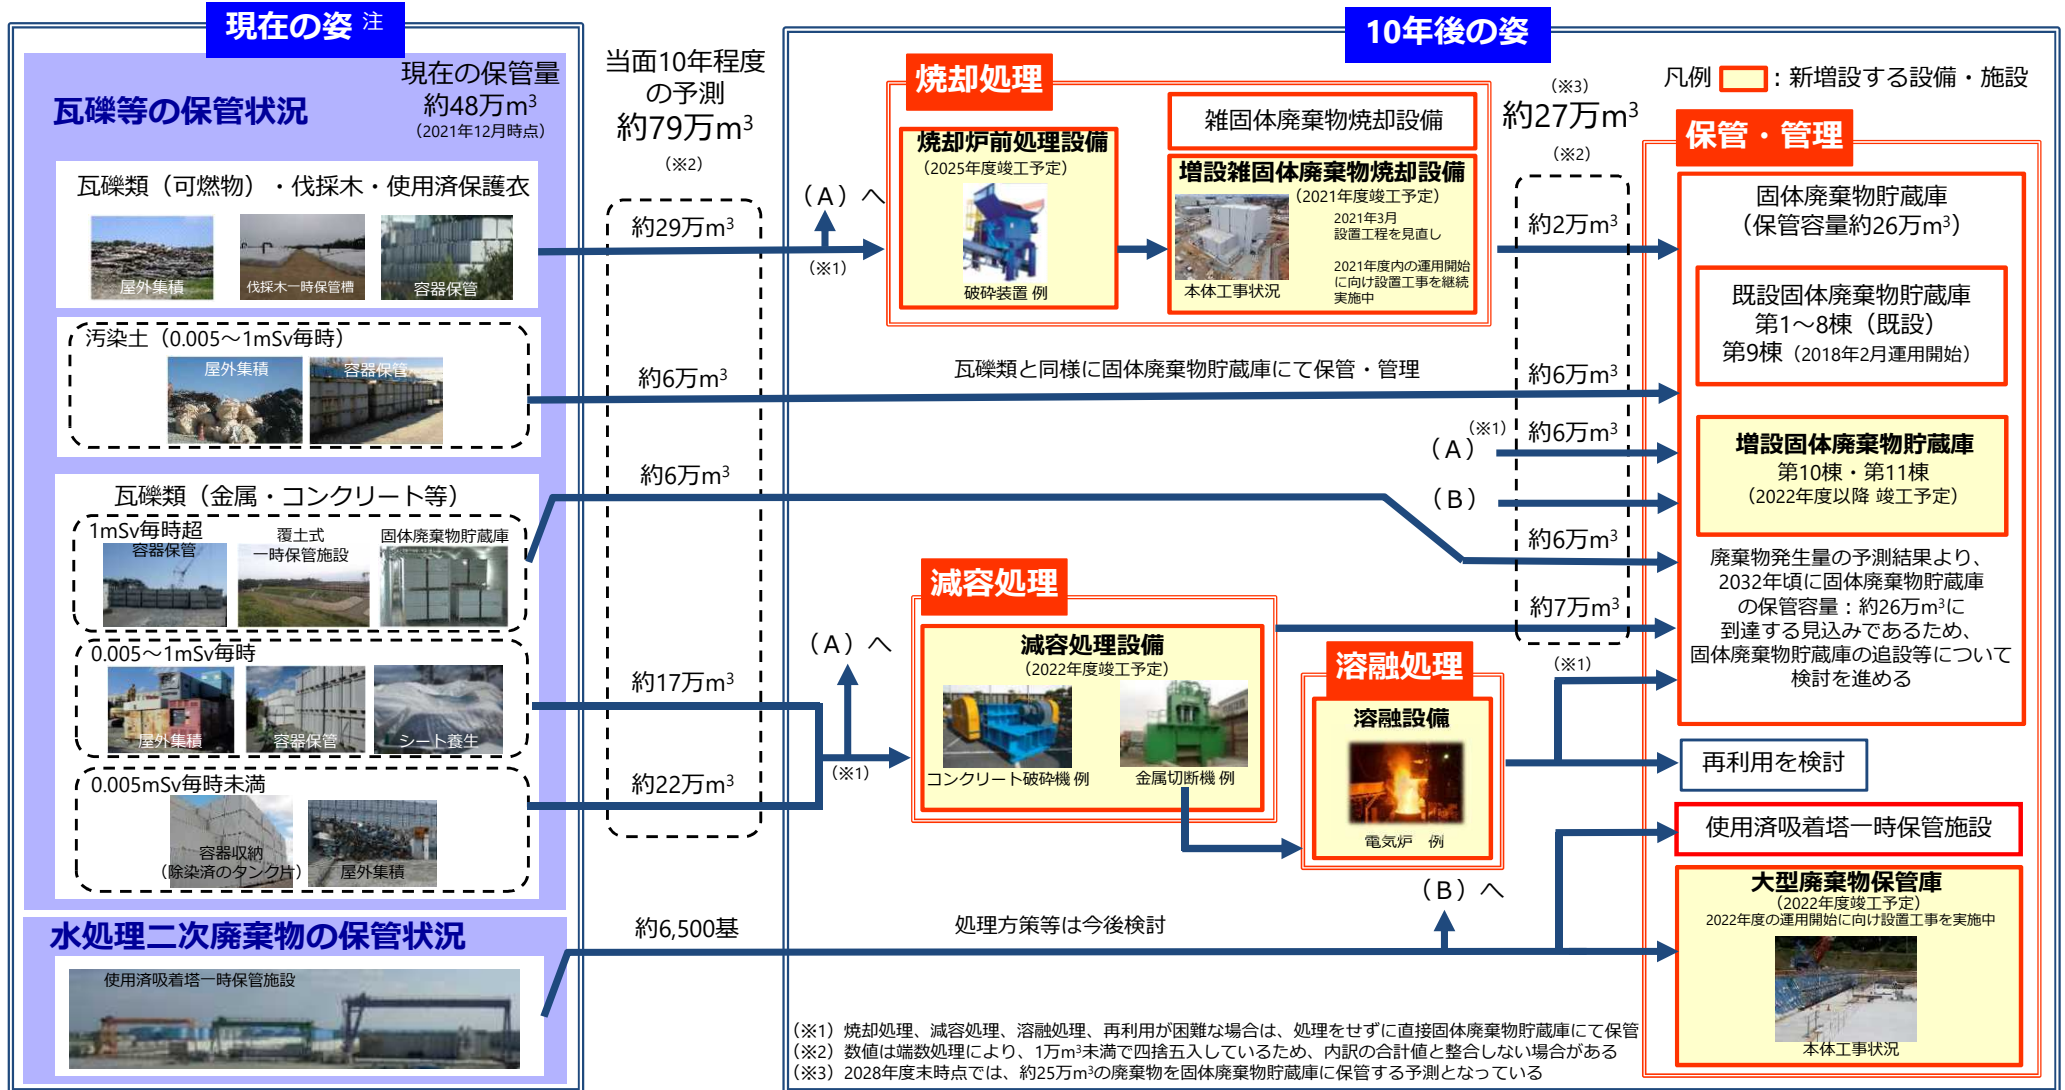 現在の姿 注
瓦礫等の保管状況
現在の保管量
約48万m³
（2021年12月時点）
瓦礫類（可燃物）・伐採木・使用済保護衣
屋外集積
伐採木一時保管槽
容器保管
汚染土（0.005～1mSv毎時）
屋外集積
容器保管
瓦礫類（金属・コンクリート等）
1mSv毎時超
容器保管
覆土式
一時保管施設
固体廃棄物貯蔵庫
0.005～1mSv毎時
屋外集積
容器保管
シート養生
0.005mSv毎時未満
容器収納
（除染済のタンク片）
屋外集積
水処理二次廃棄物の保管状況
使用済吸着塔一時保管施設
当面10年程度
の予測
約79万m³
（※2）
約29万m³
約6万m³
約6万m³
約17万m³
約22万m³
約6,500基
10年後の姿
凡例　：新増設する設備・施設
（A）へ
（※1）
焼却処理
焼却炉前処理設備
（2025年度竣工予定）
破砕装置 例
雑固体廃棄物焼却設備
増設雑固体廃棄物焼却設備
（2021年度竣工予定）
2021年3月
設置工程を見直し
2021年度内の運用開始
に向け設置工事を継続
実施中
本体工事状況
瓦礫類と同様に固体廃棄物貯蔵庫にて保管・管理
（A）へ
（※1）
減容処理
減容処理設備
（2022年度竣工予定）
コンクリート破砕機 例
金属切断機 例
溶融処理
溶融設備
電気炉　例
処理方策等は今後検討
（B）へ
（※3）
約27万m³
（※2）
約2万m³
約6万m³
（A）（※1）
約6万m³
（B）
約6万m³
約7万m³
（※1）
保管・管理
固体廃棄物貯蔵庫
（保管容量約26万m³）
既設固体廃棄物貯蔵庫
第1～8棟（既設）
第9棟（2018年2月運用開始）
増設固体廃棄物貯蔵庫
第10棟・第11棟
（2022年度以降 竣工予定）
廃棄物発生量の予測結果より、
2032年頃に固体廃棄物貯蔵庫
の保管容量：約26万m³に
到達する見込みであるため、
固体廃棄物貯蔵庫の追設等について
検討を進める
再利用を検討
使用済吸着塔一時保管施設
大型廃棄物保管庫
（2022年度竣工予定）
2022年度の運用開始に向け設置工事を実施中
本体工事状況
（※1）焼却処理、減容処理、溶融処理、再利用が困難な場合は、処理をせずに直接固体廃棄物貯蔵庫にて保管
（※2）数値は端数処理により、1万m³未満で四捨五入しているため、内訳の合計値と整合しない場合がある
（※3）2028年度末時点では、約25万m³の廃棄物を固体廃棄物貯蔵庫に保管する予測となっている